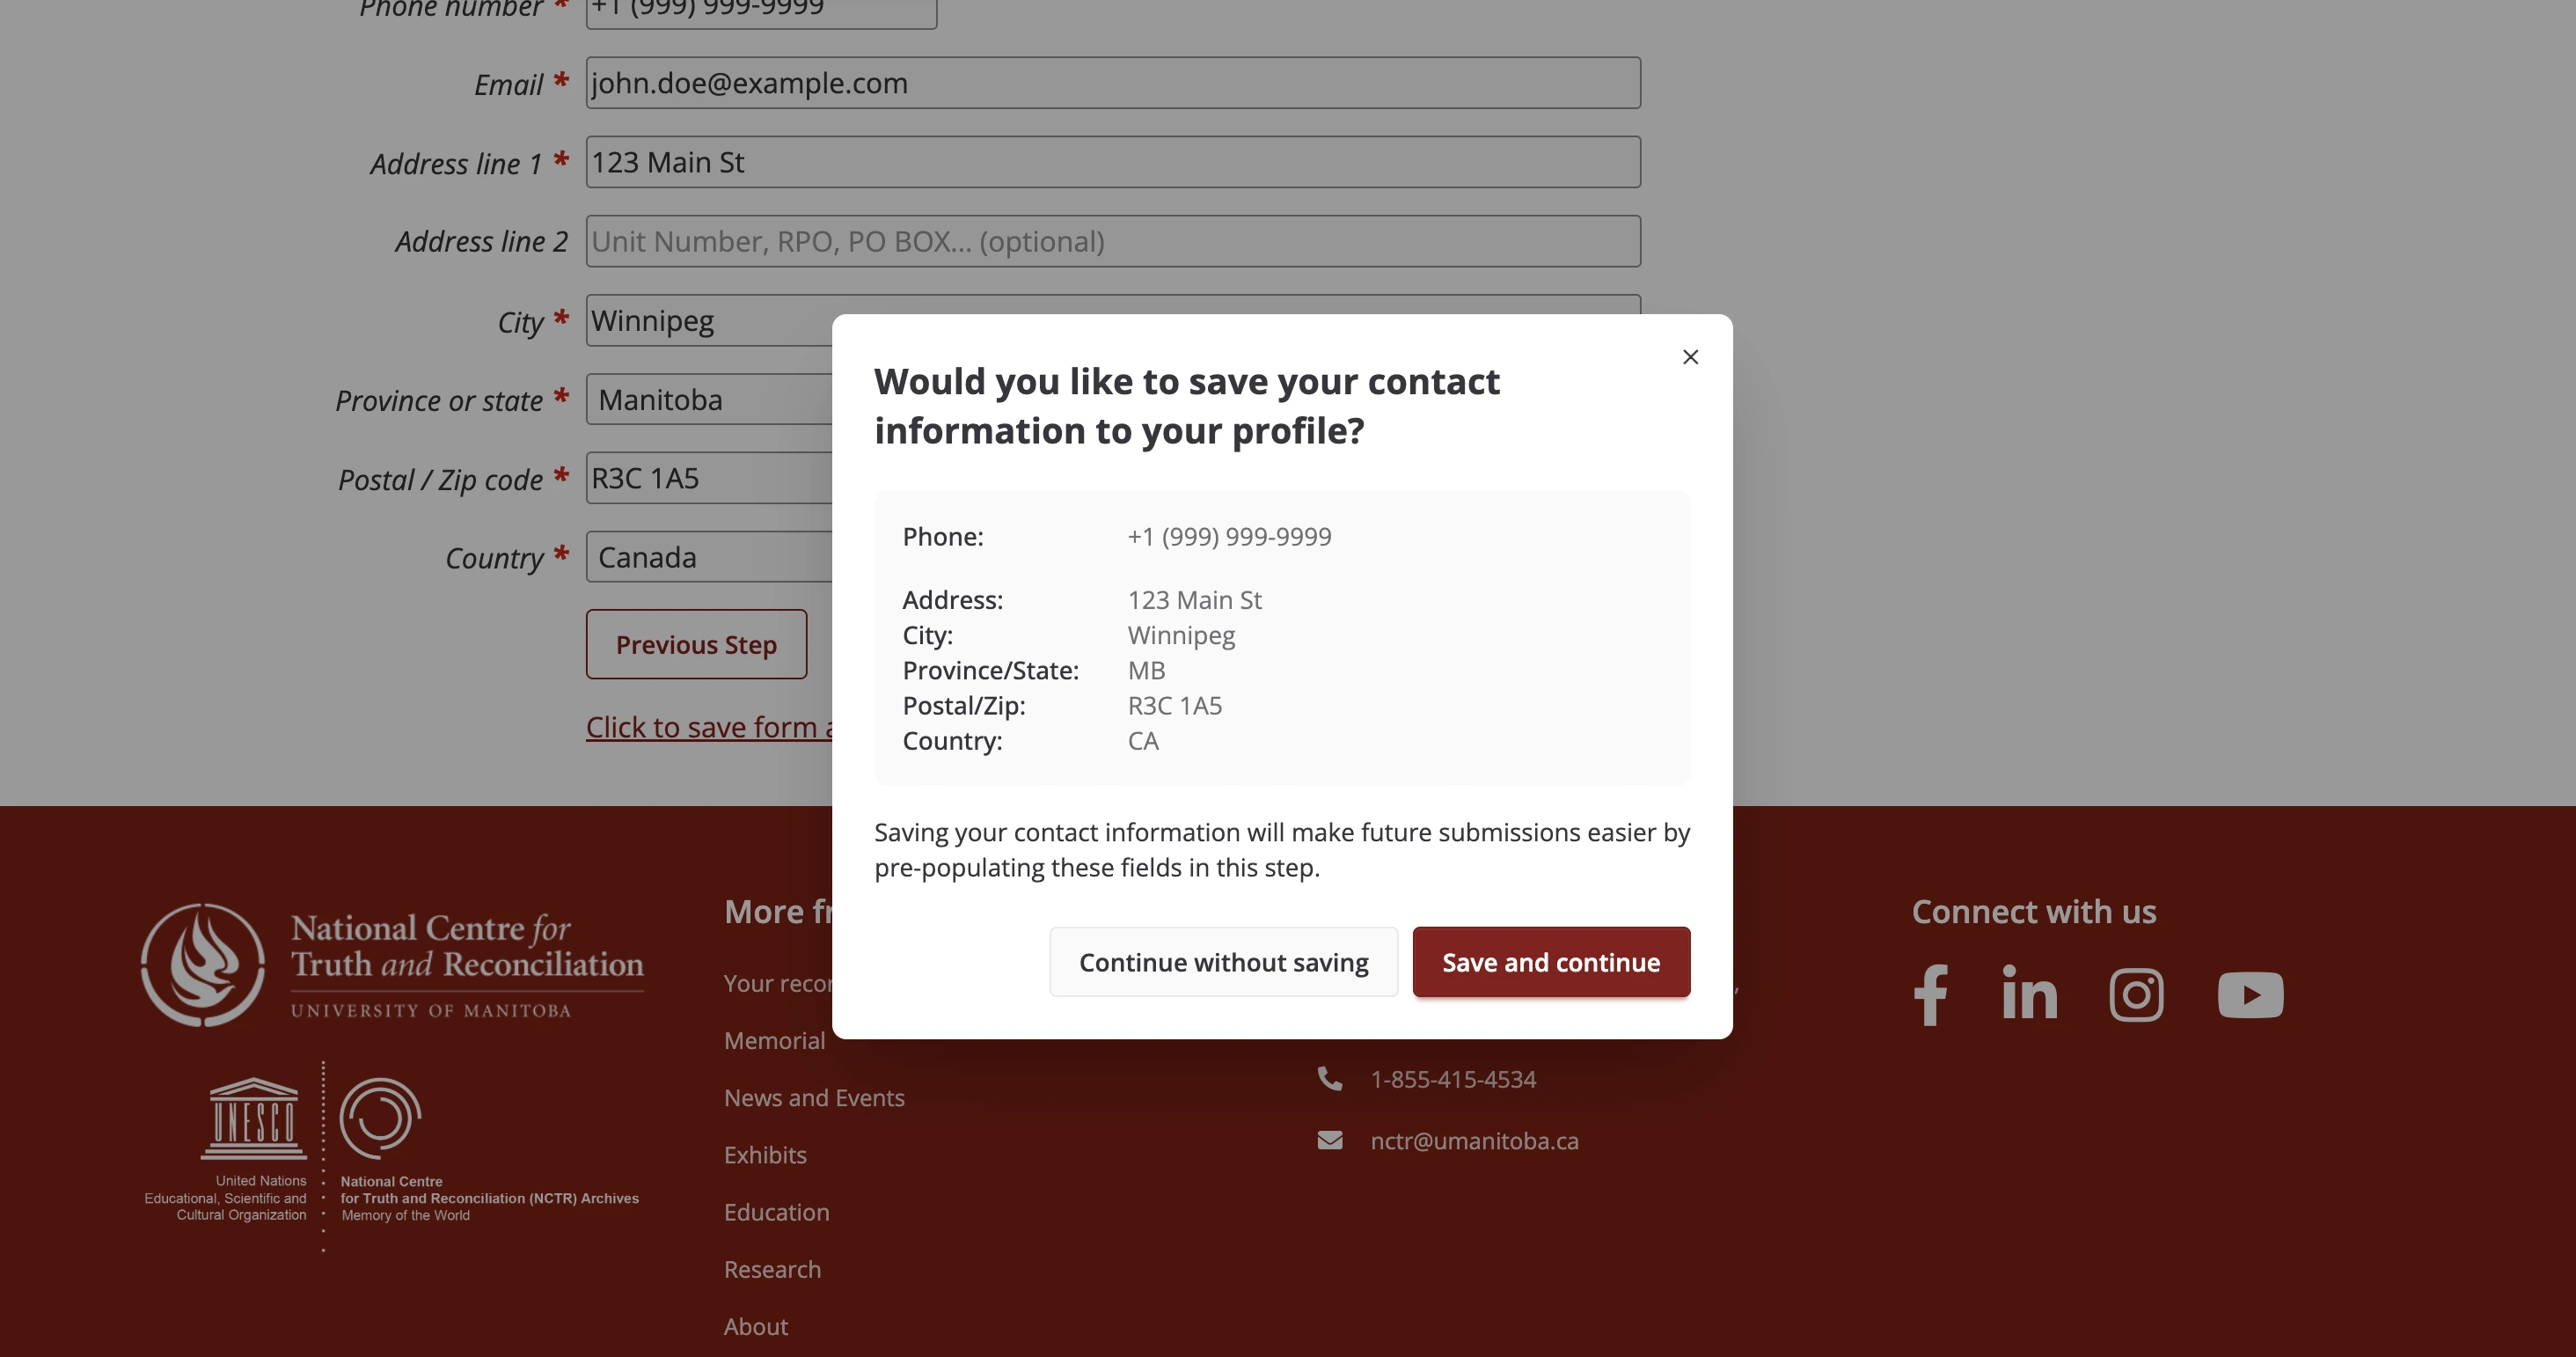 Phone number * +1 (999) 999-9999
Email * john.doe@example.com
Address line 1 * 123 Main St
Address line 2 Unit Number, RPO, PO BOX... (optional)
City * Winnipeg
Province or state * Manitoba
Postal / Zip code * R3C 1A5
Country * Canada
Previous Step
Click to save form
Would you like to save your contact
information to your profile?
Phone: +1 (999) 999-9999
Address: 123 Main St
City: Winnipeg
Province/State: MB
Postal/Zip: R3C 1A5
Country: CA
Saving your contact information will make future submissions easier by
pre-populating these fields in this step.
Continue without saving
Save and continue
National Centre for
Truth and Reconciliation
UNIVERSITY OF MANITOBA
UNESCO
United Nations
Educational, Scientific and
Cultural Organization
National Centre
for Truth and Reconciliation (NCTR) Archives
Memory of the World
More
Your
Memorial
News and Events
Exhibits
Education
Research
About
1-855-415-4534
nctr@umanitoba.ca
Connect with us